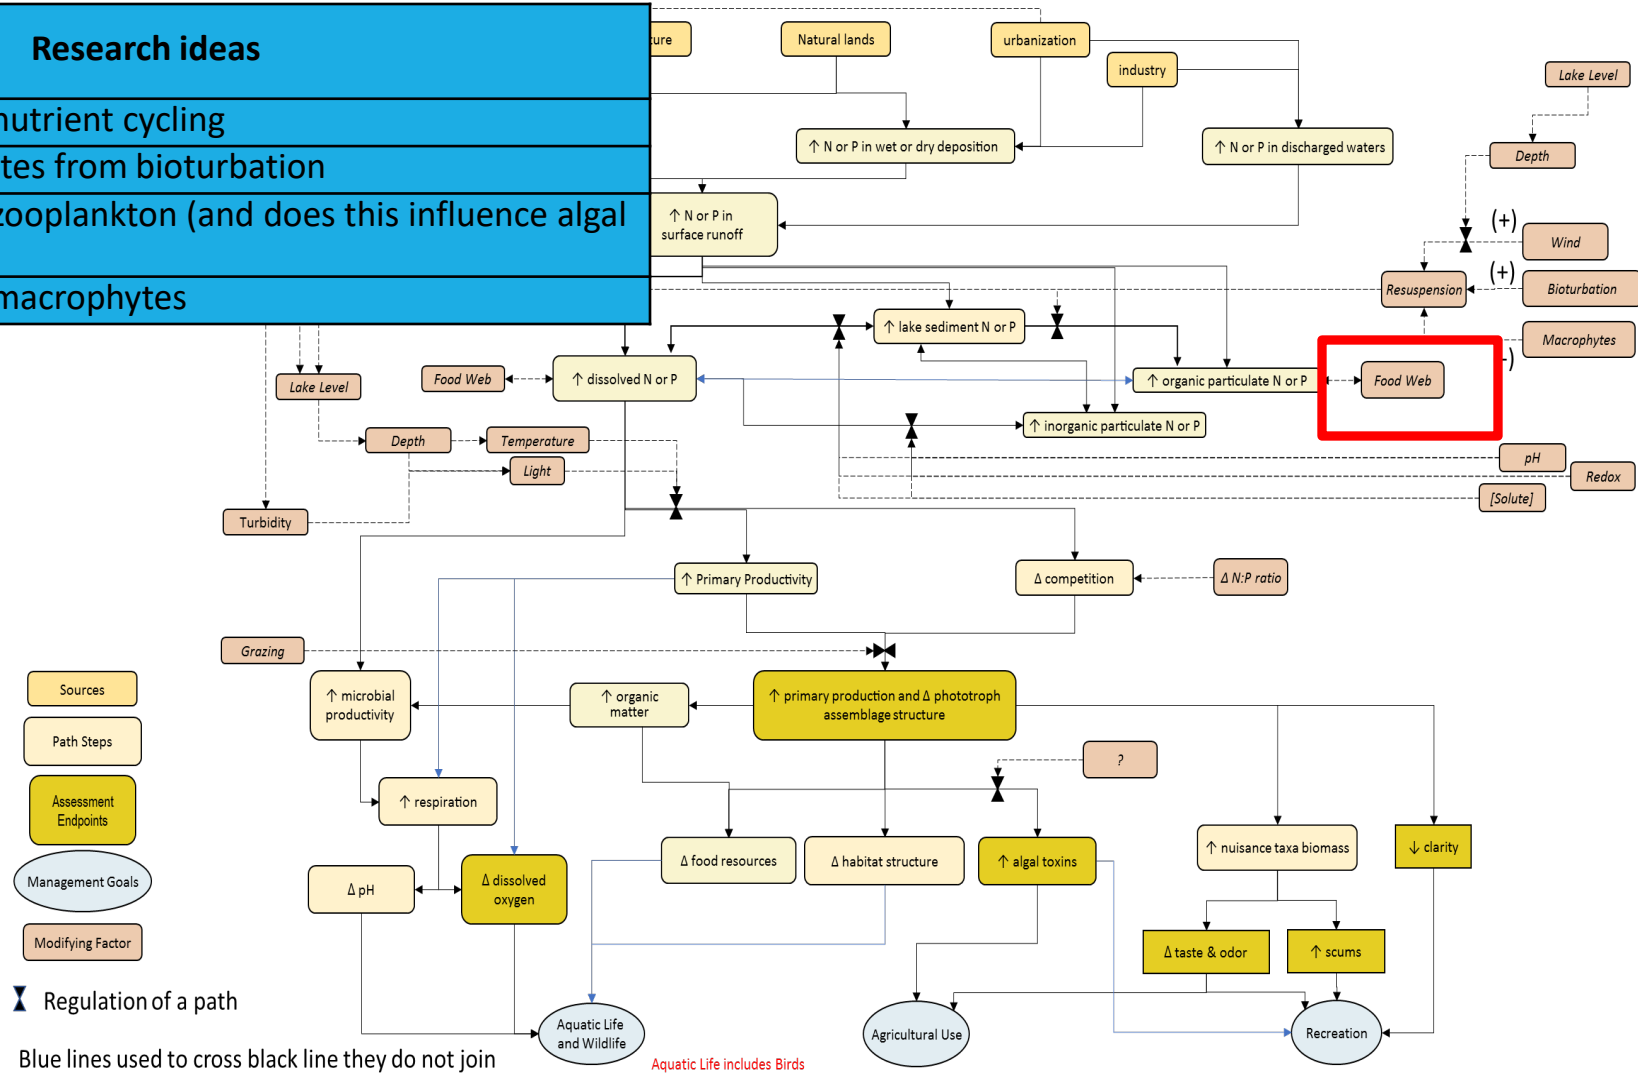 Research ideas
nutrient cycling
tes from bioturbation
zooplankton (and does this influence algal
macrophytes
ture
Natural lands
urbanization
industry
Lake Level
↑ N or P in wet or dry deposition
↑ N or P in discharged waters
Depth
↑ N or P in
surface runoff
(+)
Wind
(+)
Resuspension
Bioturbation
↑ lake sediment N or P
Macrophytes
-)
Lake Level
Food Web
↑ dissolved N or P
↑ organic particulate N or P
Food Web
↑ inorganic particulate N or P
Depth
Temperature
Light
pH
Redox
[Solute]
Turbidity
↑ Primary Productivity
Δ competition
Δ N:P ratio
Grazing
Sources
↑ microbial
productivity
↑ organic
matter
↑ primary production and Δ phototroph
assemblage structure
Path Steps
?
Assessment
Endpoints
↑ respiration
Δ food resources
Δ habitat structure
↑ algal toxins
↑ nuisance taxa biomass
↓ clarity
Management Goals
Δ pH
Δ dissolved
oxygen
Modifying Factor
Δ taste & odor
↑ scums
Regulation of a path
Aquatic Life
and Wildlife
Agricultural Use
Recreation
Blue lines used to cross black line they do not join
Aquatic Life includes Birds